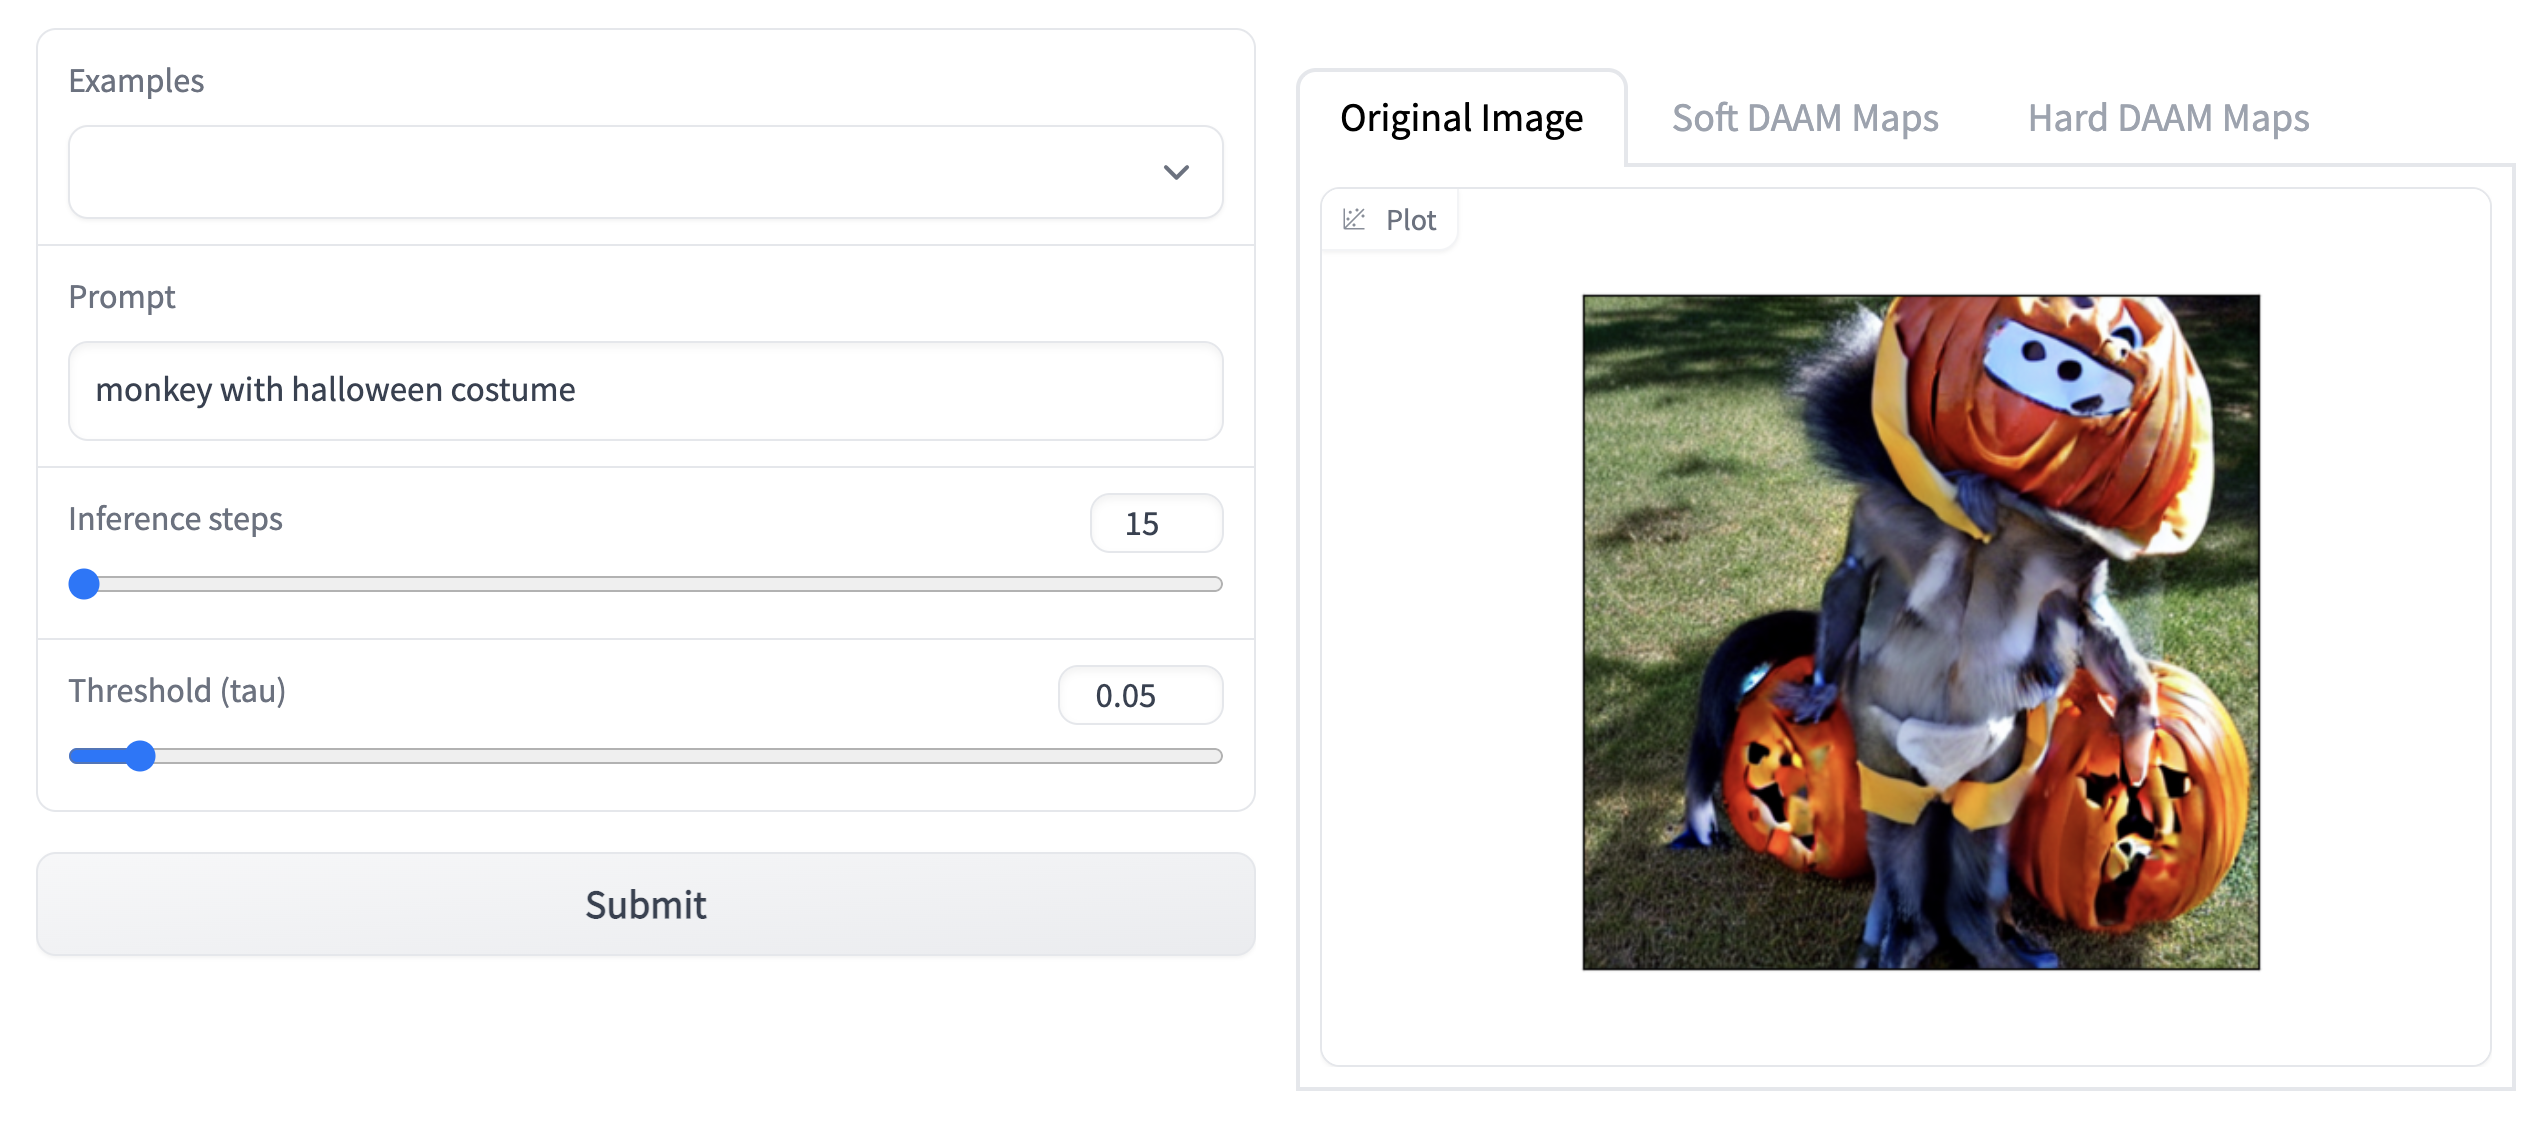 Examples
Prompt
monkey with halloween costume
Inference steps
15
Threshold (tau)
0.05
Submit
Original Image
Soft DAAM Maps
Hard DAAM Maps
Plot